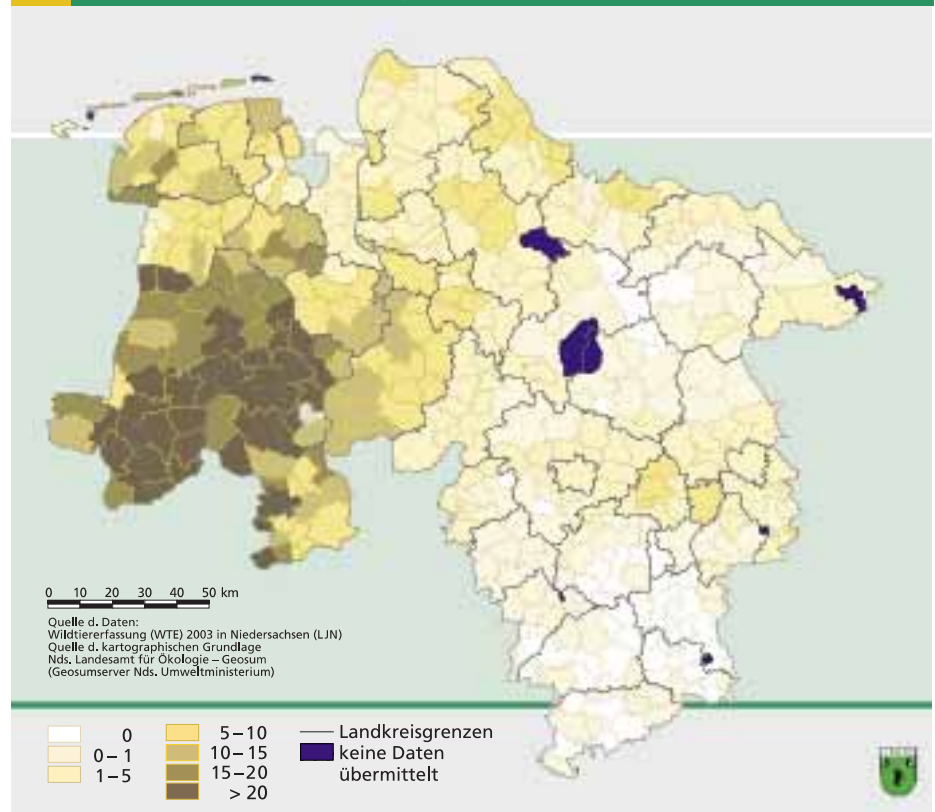 0 10 20 30 40 50 km
Quelle d. Daten:
Wildtiererfassung (WTE) 2003 in Niedersachsen (LJN)
Quelle d. kartographischen Grundlage
Nds. Landesamt für Ökologie – Geosum
(Geosumserver Nds. Umweltministerium)
0
0 – 1
1 – 5
5 – 10
10 – 15
15 – 20
> 20
Landkreisgrenzen
keine Daten
übermittelt